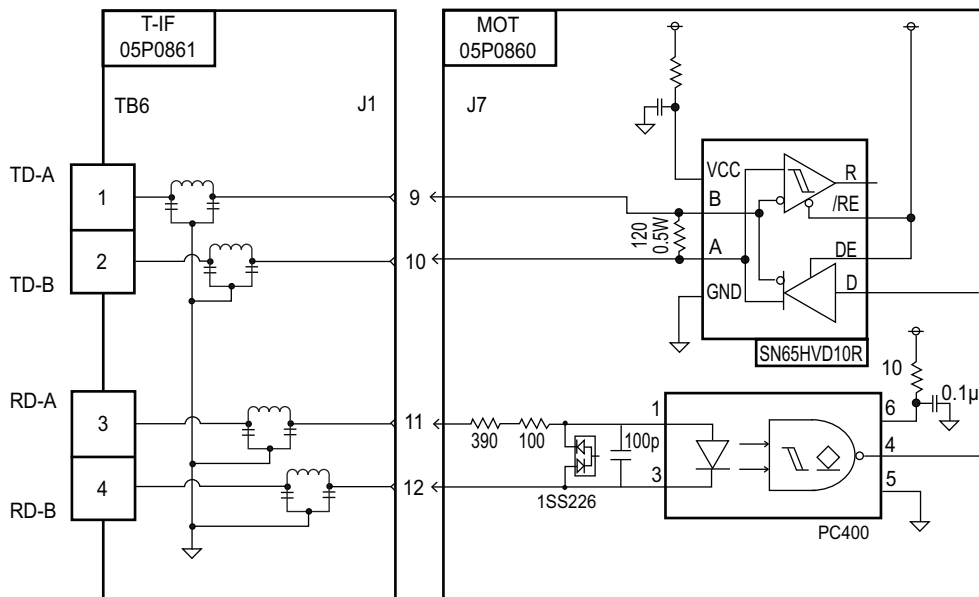 T-IF
05P0861
MOT
05P0860
TB6
J1
J7
TD-A
1
9
VCC
R
B
/RE
120
0.5W
2
10
A
DE
TD-B
GND
D
SN65HVD10R
10
0.1µ
RD-A
3
11
390
100
100p
1
6
4
3
4
5
12
1SS226
RD-B
PC400